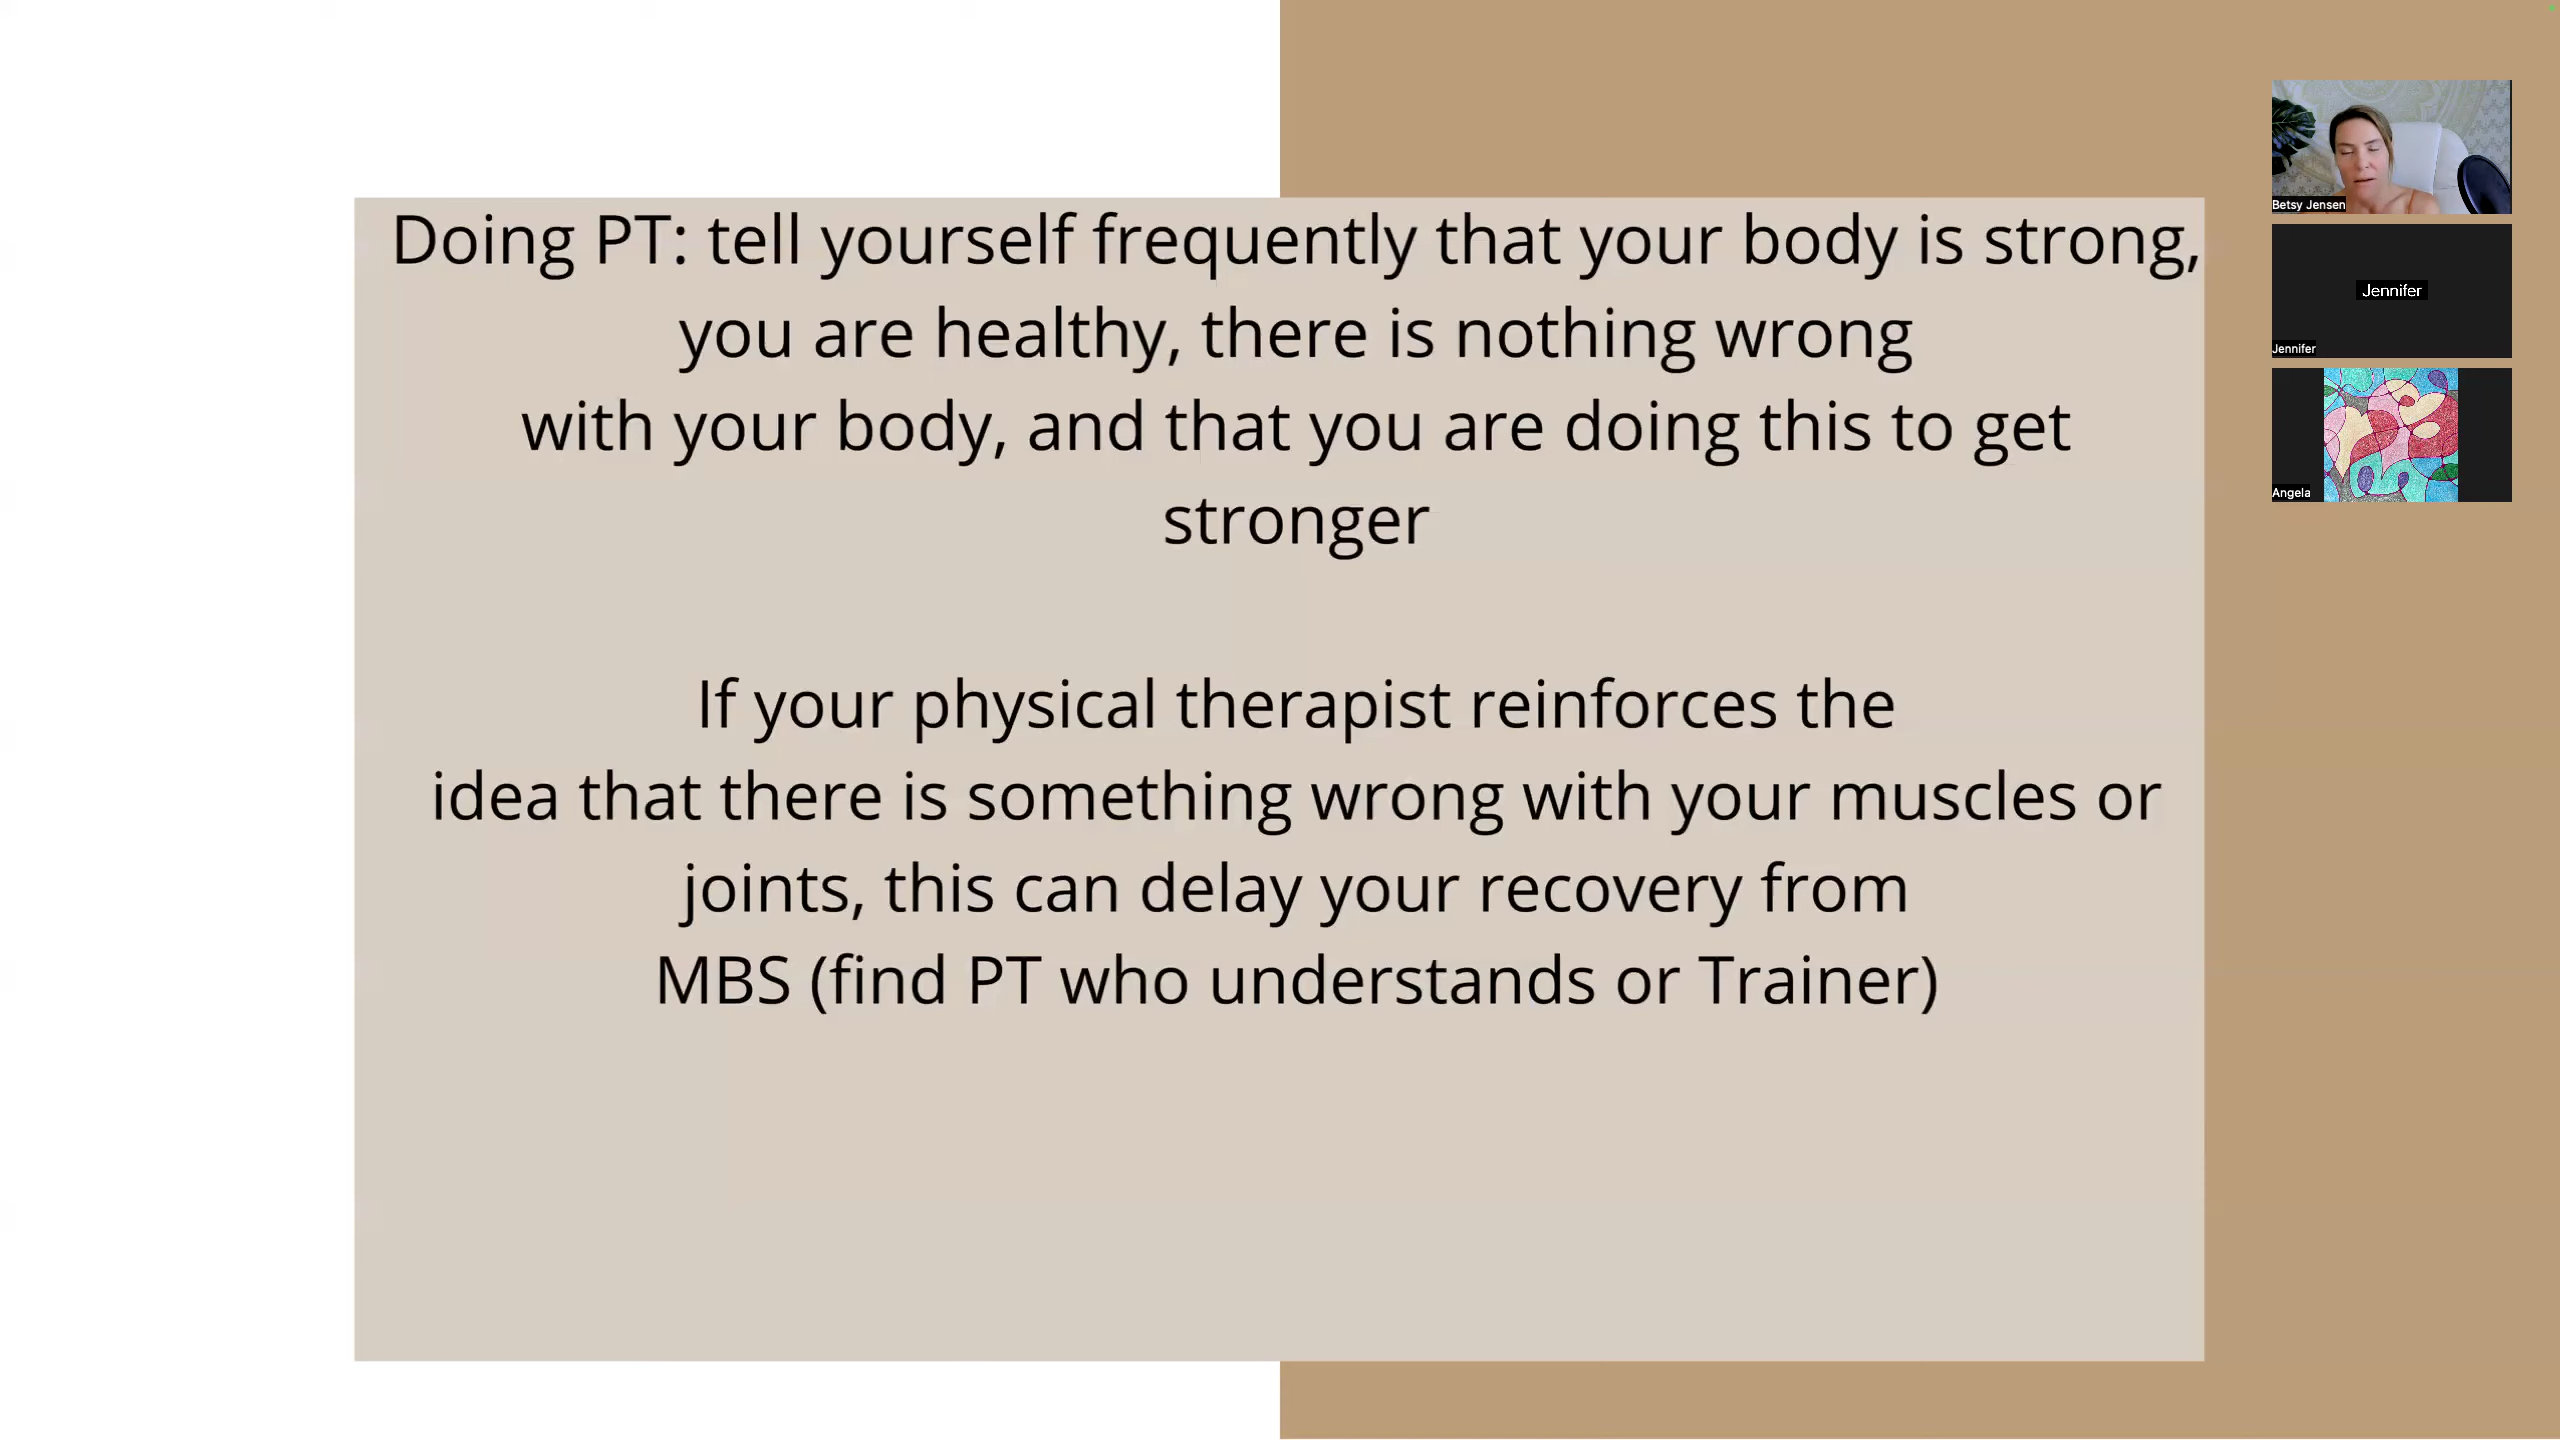 Doing PT: tell yourself frequently that your body is strong,
you are healthy, there is nothing wrong
with your body, and that you are doing this to get
stronger
If your physical therapist reinforces the
idea that there is something wrong with your muscles or
joints, this can delay your recovery from
MBS (find PT who understands or Trainer)
Betsy Jensen
Jennifer
Jennifer
Angela